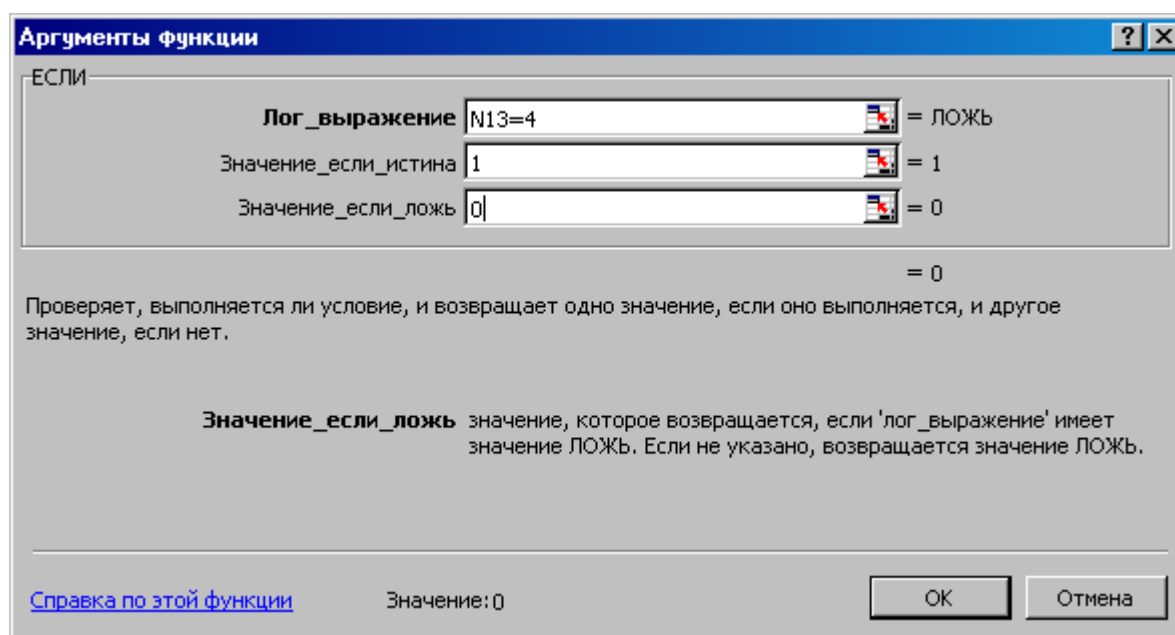 Аргументы функции
ЕСЛИ
Лог_выражение N13=4 = ЛОЖЬ
Значение_если_истина 1 = 1
Значение_если_ложь 0 = 0
= 0
Проверяет, выполняется ли условие, и возвращает одно значение, если оно выполняется, и другое
значение, если нет.
Значение_если_ложь значение, которое возвращается, если 'лог_выражение' имеет
значение ЛОЖЬ. Если не указано, возвращается значение ЛОЖЬ.
Справка по этой функции Значение:0 ОК Отмена